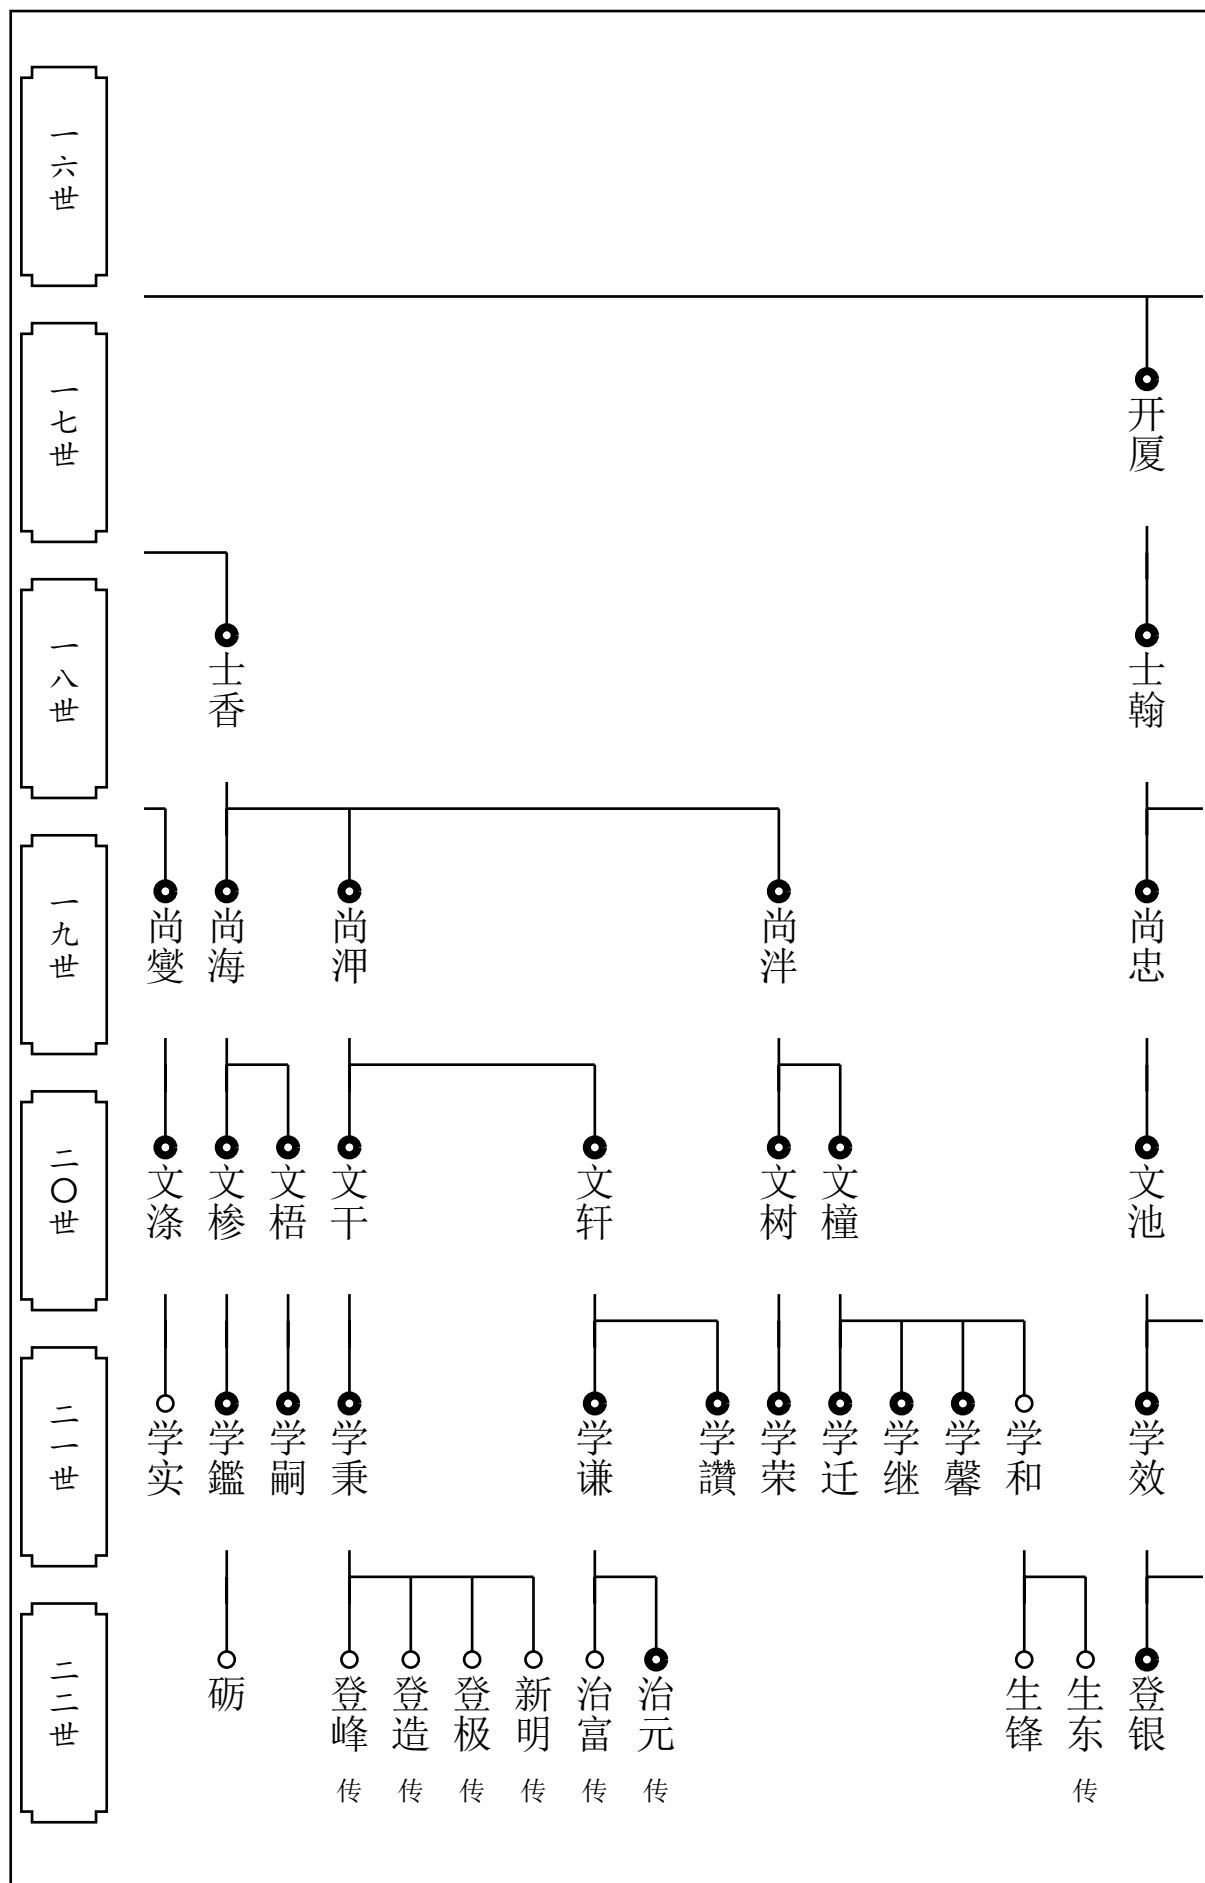 一六世
一七世
开厦
一八世
士香
士翰
一九世
尚燮
尚海
尚浀
尚泮
尚忠
二〇世
文涤
文椮
文梧
文干
文轩
文树
文橦
文池
二一世
学实
学鑑
学嗣
学秉
学谦
学讚
学荣
学迁
学继
学馨
学和
学效
二二世
砺
登峰
登造
登极
新明
治富
治元
生锋
生东
登银
传
传
传
传
传
传
传